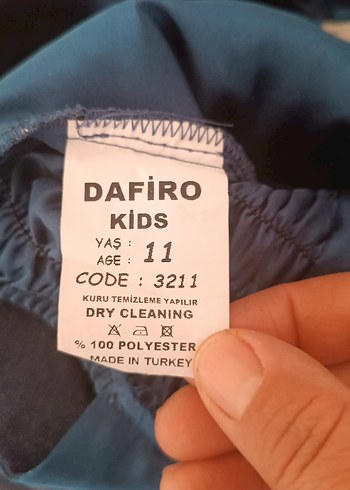 DAFİRO
KİDS
YAŞ :
AGE : 11
CODE : 3211
KURU TEMİZLEME YAPILIR
DRY CLEANING
% 100 POLYESTER
MADE IN TURKEY